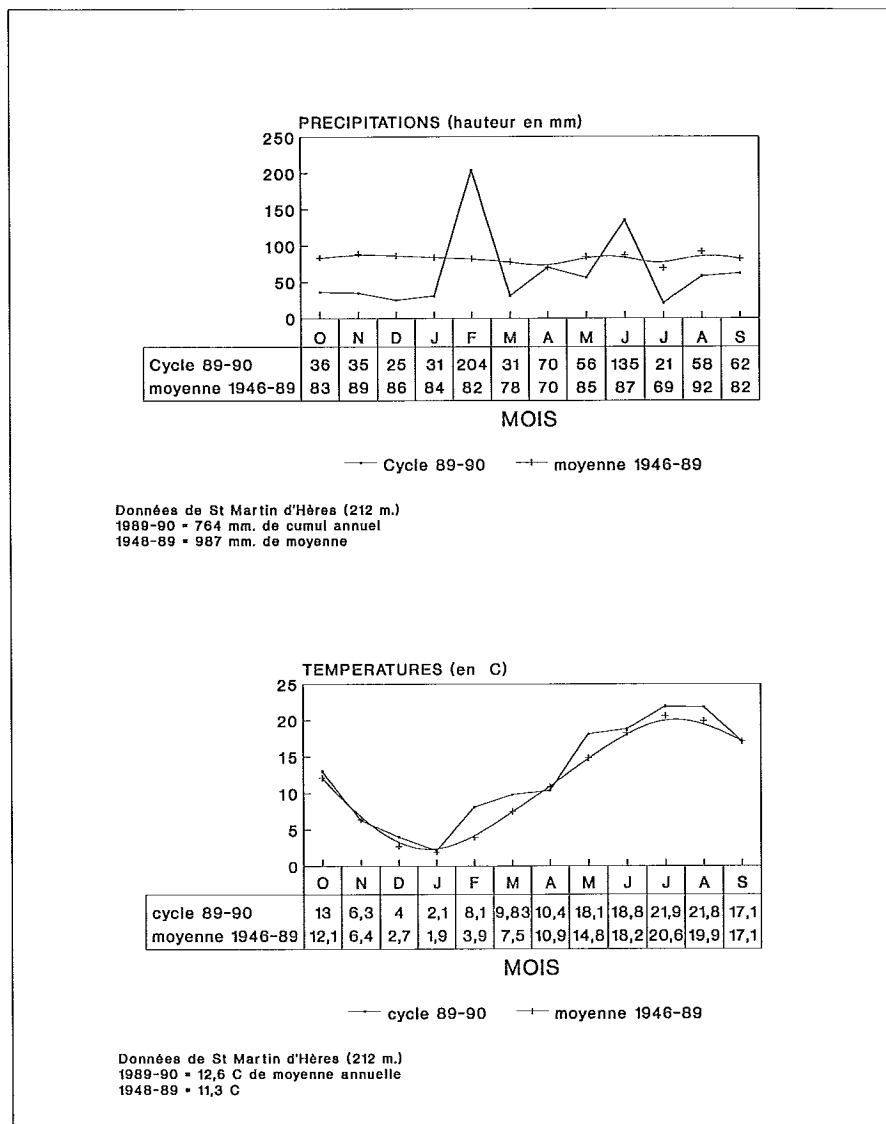 PRECIPITATIONS (hauteur en mm)
250
200
150
100
50
0
O N D J F M A M J J A S
Cycle 89-90 36 35 25 31 204 31 70 56 135 21 58 62
moyenne 1946-89 83 89 86 84 82 78 70 85 87 69 92 82
MOIS
Cycle 89-90 moyenne 1946-89
Données de St Martin d'Hères (212 m.)
1989-90 = 764 mm. de cumul annuel
1948-89 = 987 mm. de moyenne
TEMPERATURES (en C)
25
20
15
10
5
0
O N D J F M A M J J A S
cycle 89-90 13 6,3 4 2,1 8,1 9,83 10,4 18,1 18,8 21,9 21,8 17,1
moyenne 1946-89 12,1 6,4 2,7 1,9 3,9 7,5 10,9 14,8 18,2 20,6 19,9 17,1
MOIS
cycle 89-90 moyenne 1946-89
Données de St Martin d'Hères (212 m.)
1989-90 = 12,6 C de moyenne annuelle
1948-89 = 11,3 C